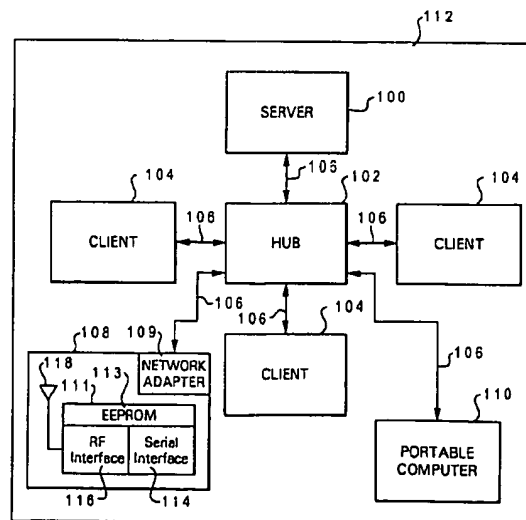 112
SERVER
100
106
102
104
104
CLIENT
106
HUB
106
CLIENT
106
106
104
108
109
118
NETWORK
ADAPTER
CLIENT
106
113
111
EEPROM
110
RF
Interface
Serial
Interface
PORTABLE
COMPUTER
116
114